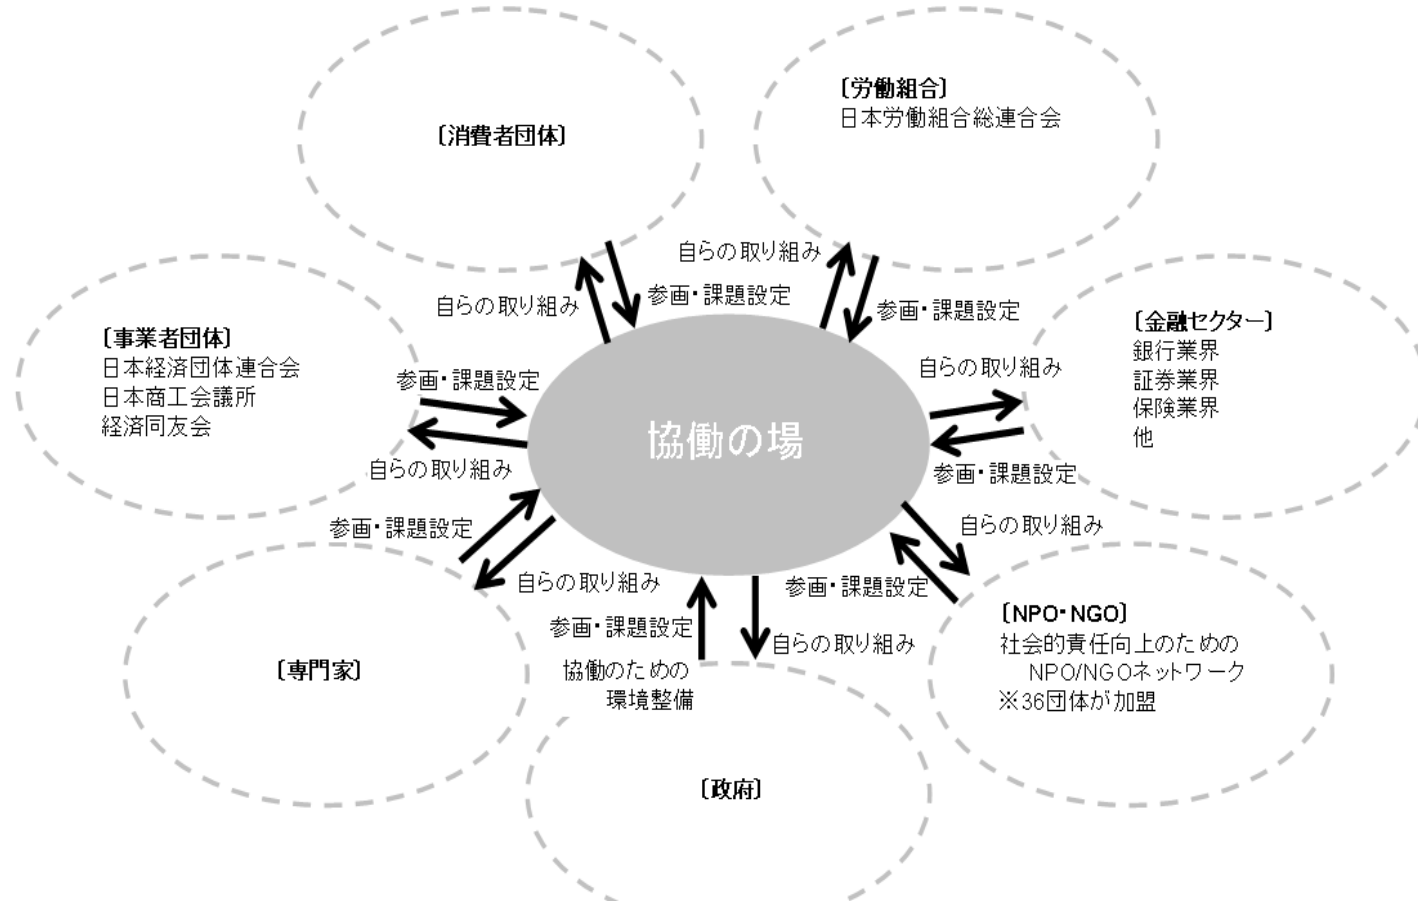 〔消費者団体〕
〔労働組合〕
日本労働組合総連合会
自らの取り組み
参画・課題設定
自らの取り組み
参画・課題設定
〔事業者団体〕
日本経済団体連合会
日本商工会議所
経済同友会
参画・課題設定
自らの取り組み
〔金融セクター〕
銀行業界
証券業界
保険業界
他
自らの取り組み
参画・課題設定
協働の場
参画・課題設定
自らの取り組み
自らの取り組み
参画・課題設定
参画・課題設定
協働のための
環境整備
自らの取り組み
〔専門家〕
〔NPO・NGO〕
社会的責任向上のための
NPO/NGOネットワーク
※36団体が加盟
〔政府〕